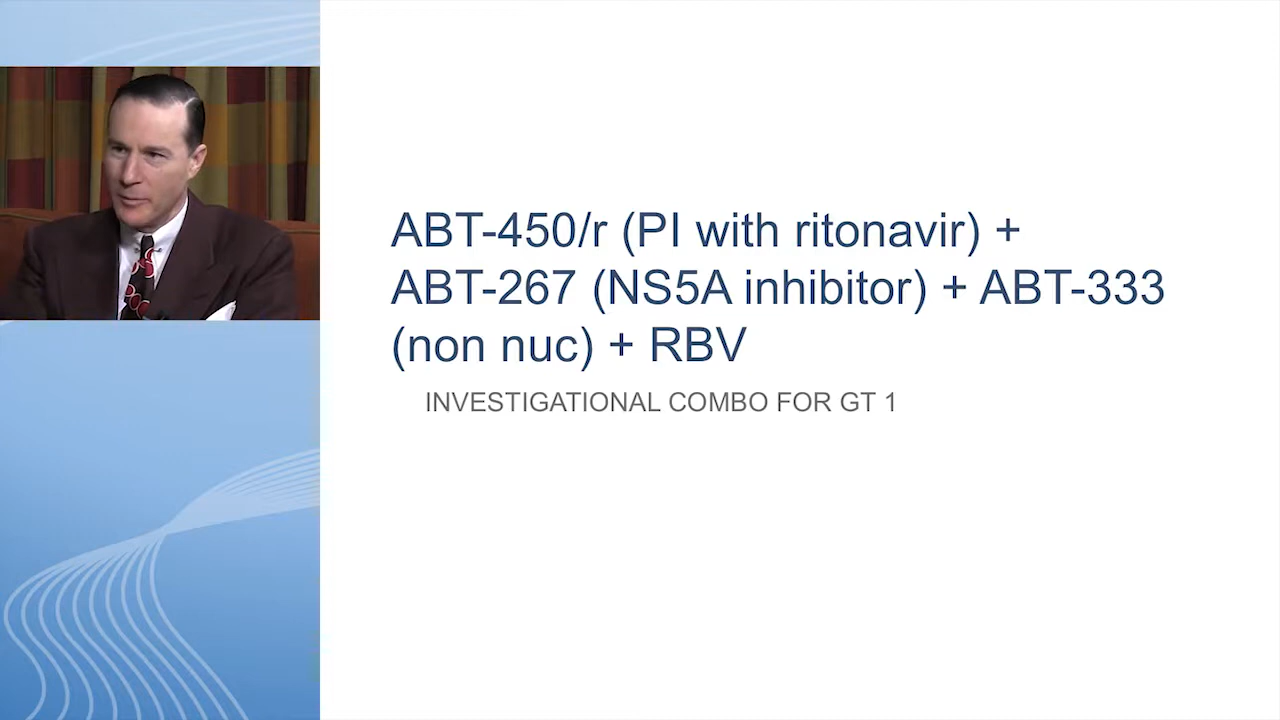 ABT-450/r (PI with ritonavir) +
ABT-267 (NS5A inhibitor) + ABT-333
(non nuc) + RBV
INVESTIGATIONAL COMBO FOR GT 1